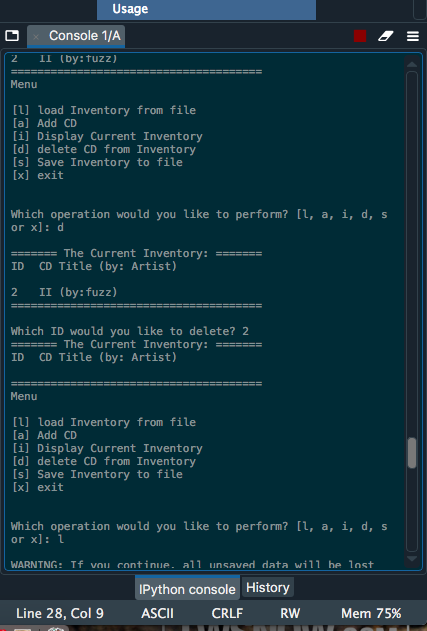 Usage
Console 1/A
2   II (by:fuzz)
======================================
Menu

[l] load Inventory from file
[a] Add CD
[i] Display Current Inventory
[d] delete CD from Inventory
[s] Save Inventory to file
[x] exit

Which operation would you like to perform? [l, a, i, d, s
or x]: d

======= The Current Inventory: =======
ID  CD Title (by: Artist)

2   II (by:fuzz)
======================================

Which ID would you like to delete? 2
======= The Current Inventory: =======
ID  CD Title (by: Artist)

======================================
Menu

[l] load Inventory from file
[a] Add CD
[i] Display Current Inventory
[d] delete CD from Inventory
[s] Save Inventory to file
[x] exit

Which operation would you like to perform? [l, a, i, d, s
or x]: l

WARNING: If you continue, all unsaved data will be lost
IPython console History
Line 28, Col 9 ASCII CRLF RW Mem 75%